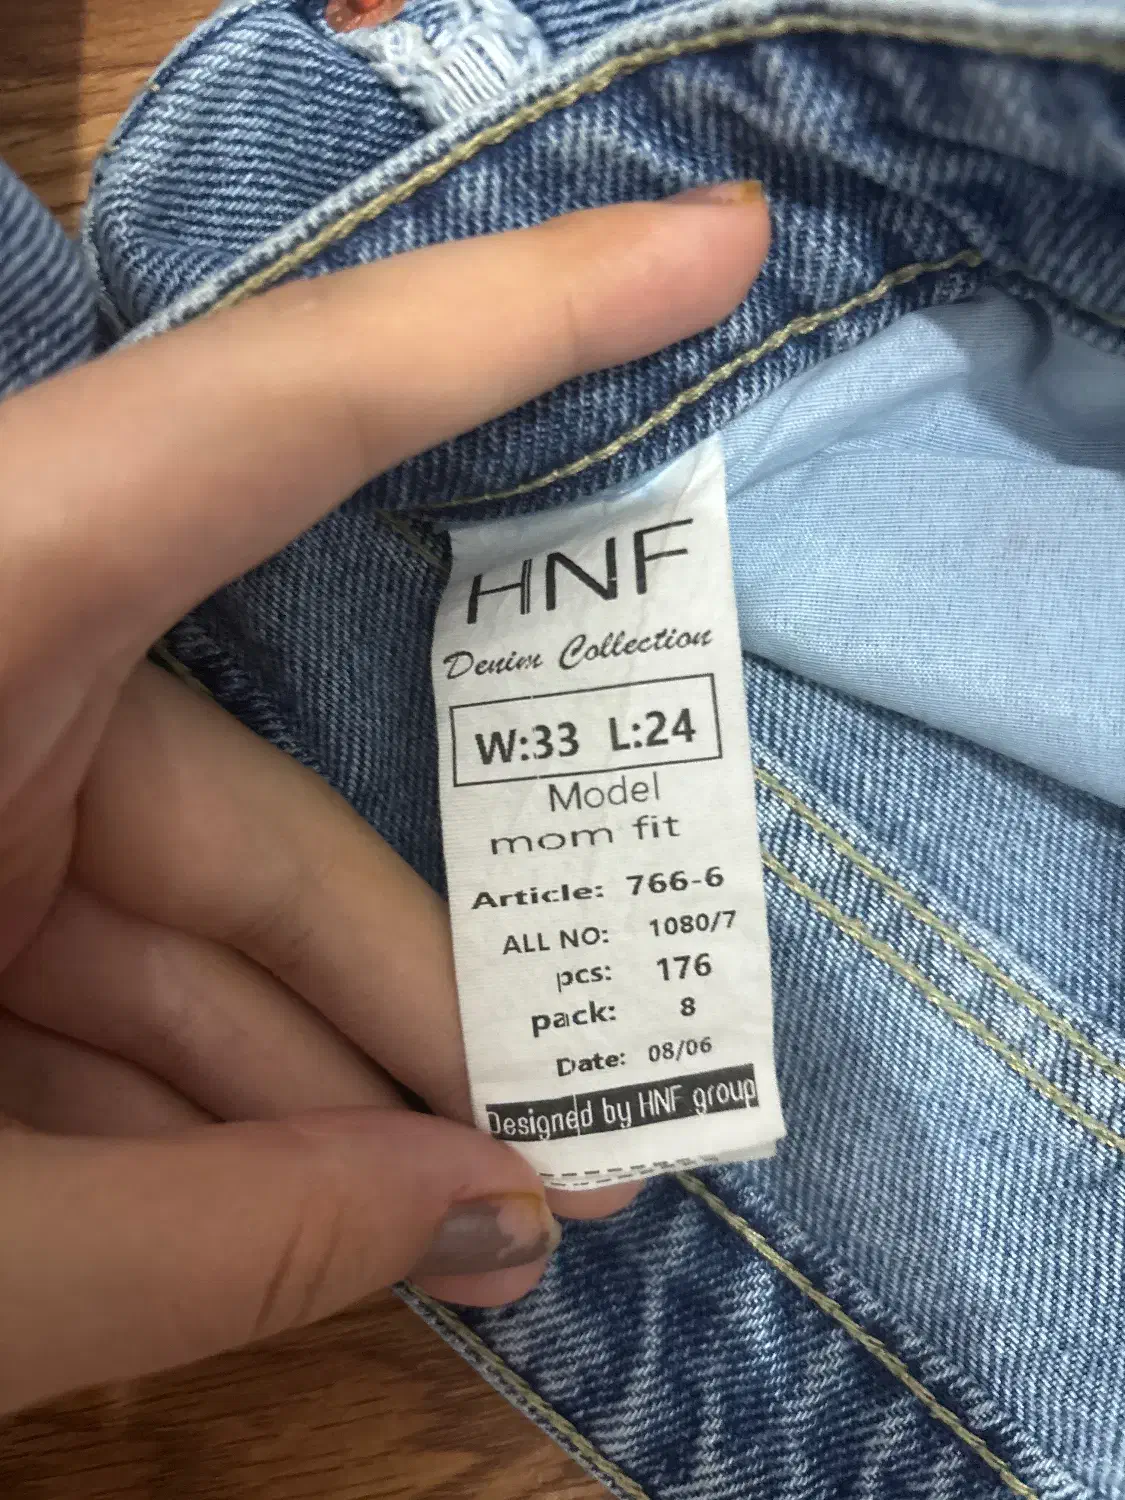 HNF
Denim Collection
W:33 L:24
Model
mom fit
Article: 766-6
ALL NO: 1080/7
pcs: 176
pack: 8
Date: 08/06
Designed by HNF group